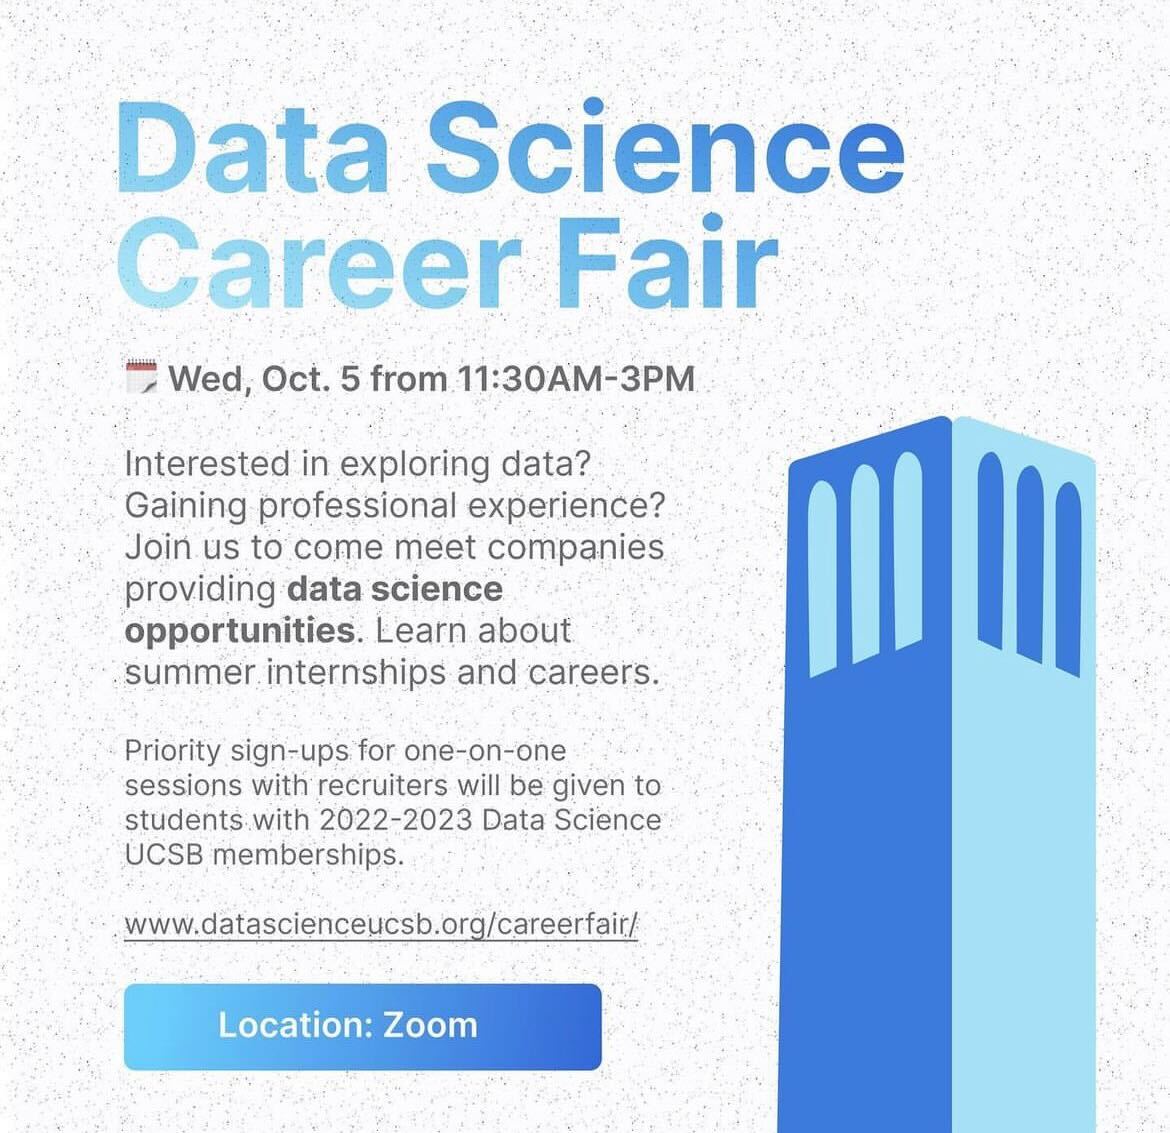 Data Science
Career Fair
Wed, Oct. 5 from 11:30AM-3PM
Interested in exploring data?
Gaining professional experience?
Join us to come meet companies
providing data science
opportunities. Learn about
summer internships and careers.
Priority sign-ups for one-on-one
sessions with recruiters will be given to
students with 2022-2023 Data Science
UCSB memberships.
www.datascienceucsb.org/careerfair/
Location: Zoom